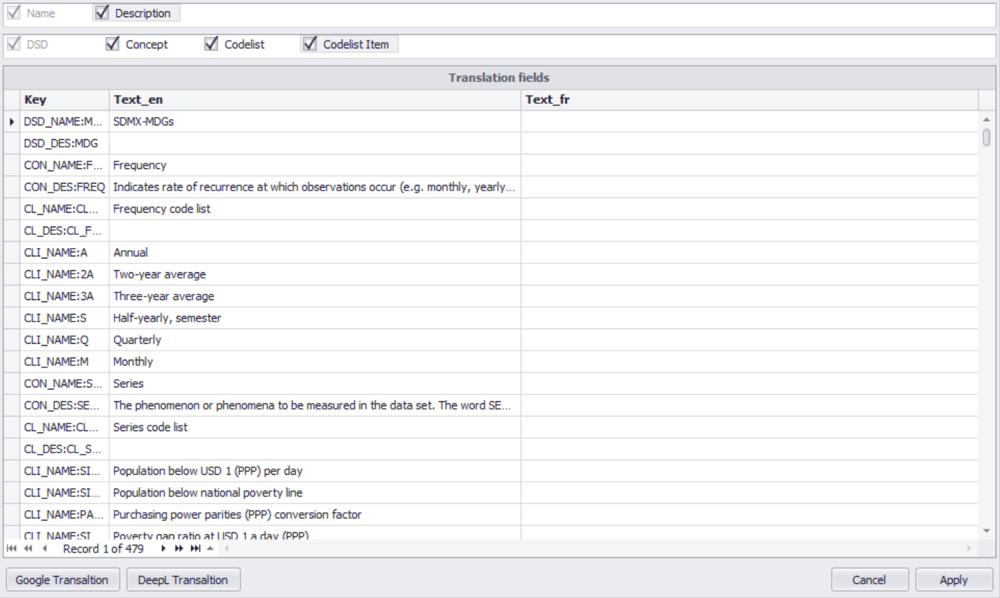 Name Description
DSD Concept Codelist Codelist Item
Translation fields
Key Text_en Text_fr
DSD_NAME:M... SDMX-MDGs
DSD_DES:MDG
CON_NAME:F... Frequency
CON_DES:FREQ Indicates rate of recurrence at which observations occur (e.g. monthly, yearly...
CL_NAME:CL... Frequency code list
CL_DES:CL_F...
CLI_NAME:A Annual
CLI_NAME:2A Two-year average
CLI_NAME:3A Three-year average
CLI_NAME:S Half-yearly, semester
CLI_NAME:Q Quarterly
CLI_NAME:M Monthly
CON_NAME:S... Series
CON_DES:SE... The phenomenon or phenomena to be measured in the data set. The word SE...
CL_NAME:CL... Series code list
CL_DES:CL_S...
CLI_NAME:SI... Population below USD 1 (PPP) per day
CLI_NAME:SI... Population below national poverty line
CLI_NAME:PA... Purchasing power parities (PPP) conversion factor
CLI_NAME:SI Poverty gap ratio at USD 1 a day (PPP)
Record 1 of 479
Google Transaltion DeepL Transaltion Cancel Apply